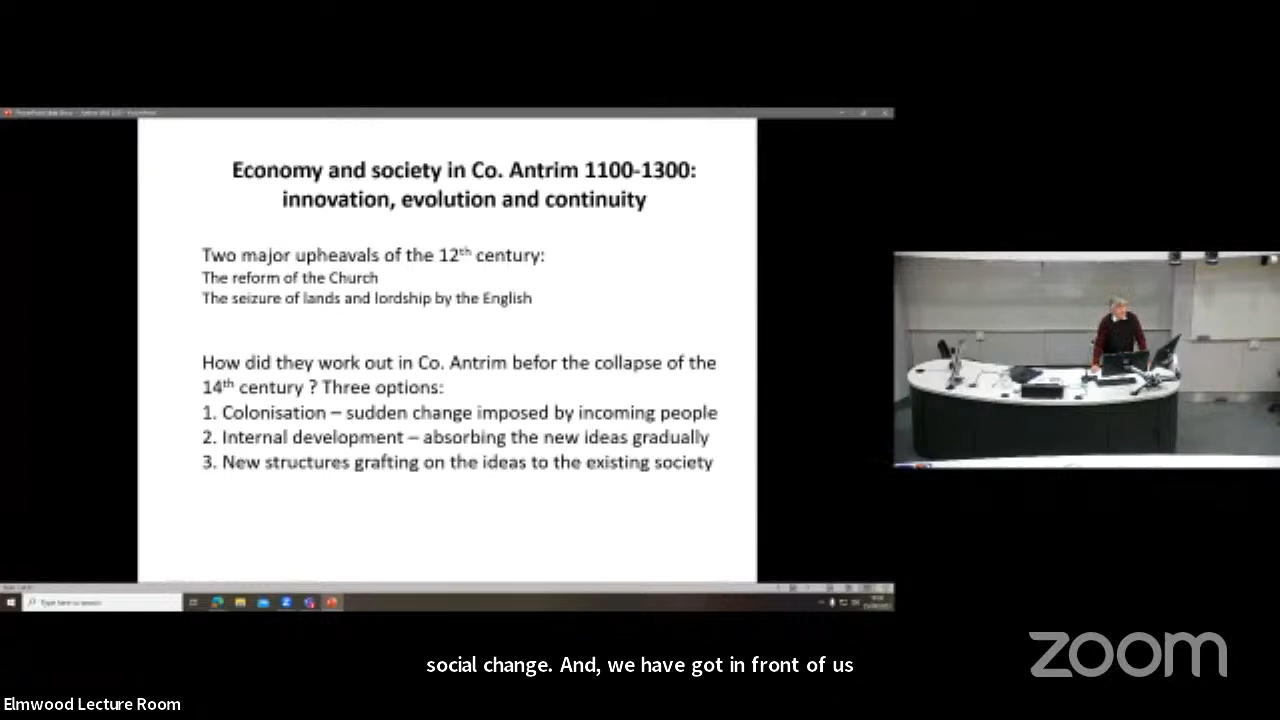 Economy and society in Co. Antrim 1100-1300:
innovation, evolution and continuity
Two major upheavals of the 12th century:
The reform of the Church
The seizure of lands and lordship by the English
How did they work out in Co. Antrim befor the collapse of the
14th century ? Three options:
1. Colonisation – sudden change imposed by incoming people
2. Internal development – absorbing the new ideas gradually
3. New structures grafting on the ideas to the existing society
Type here to search
social change. And, we have got in front of us
zoom
Elmwood Lecture Room